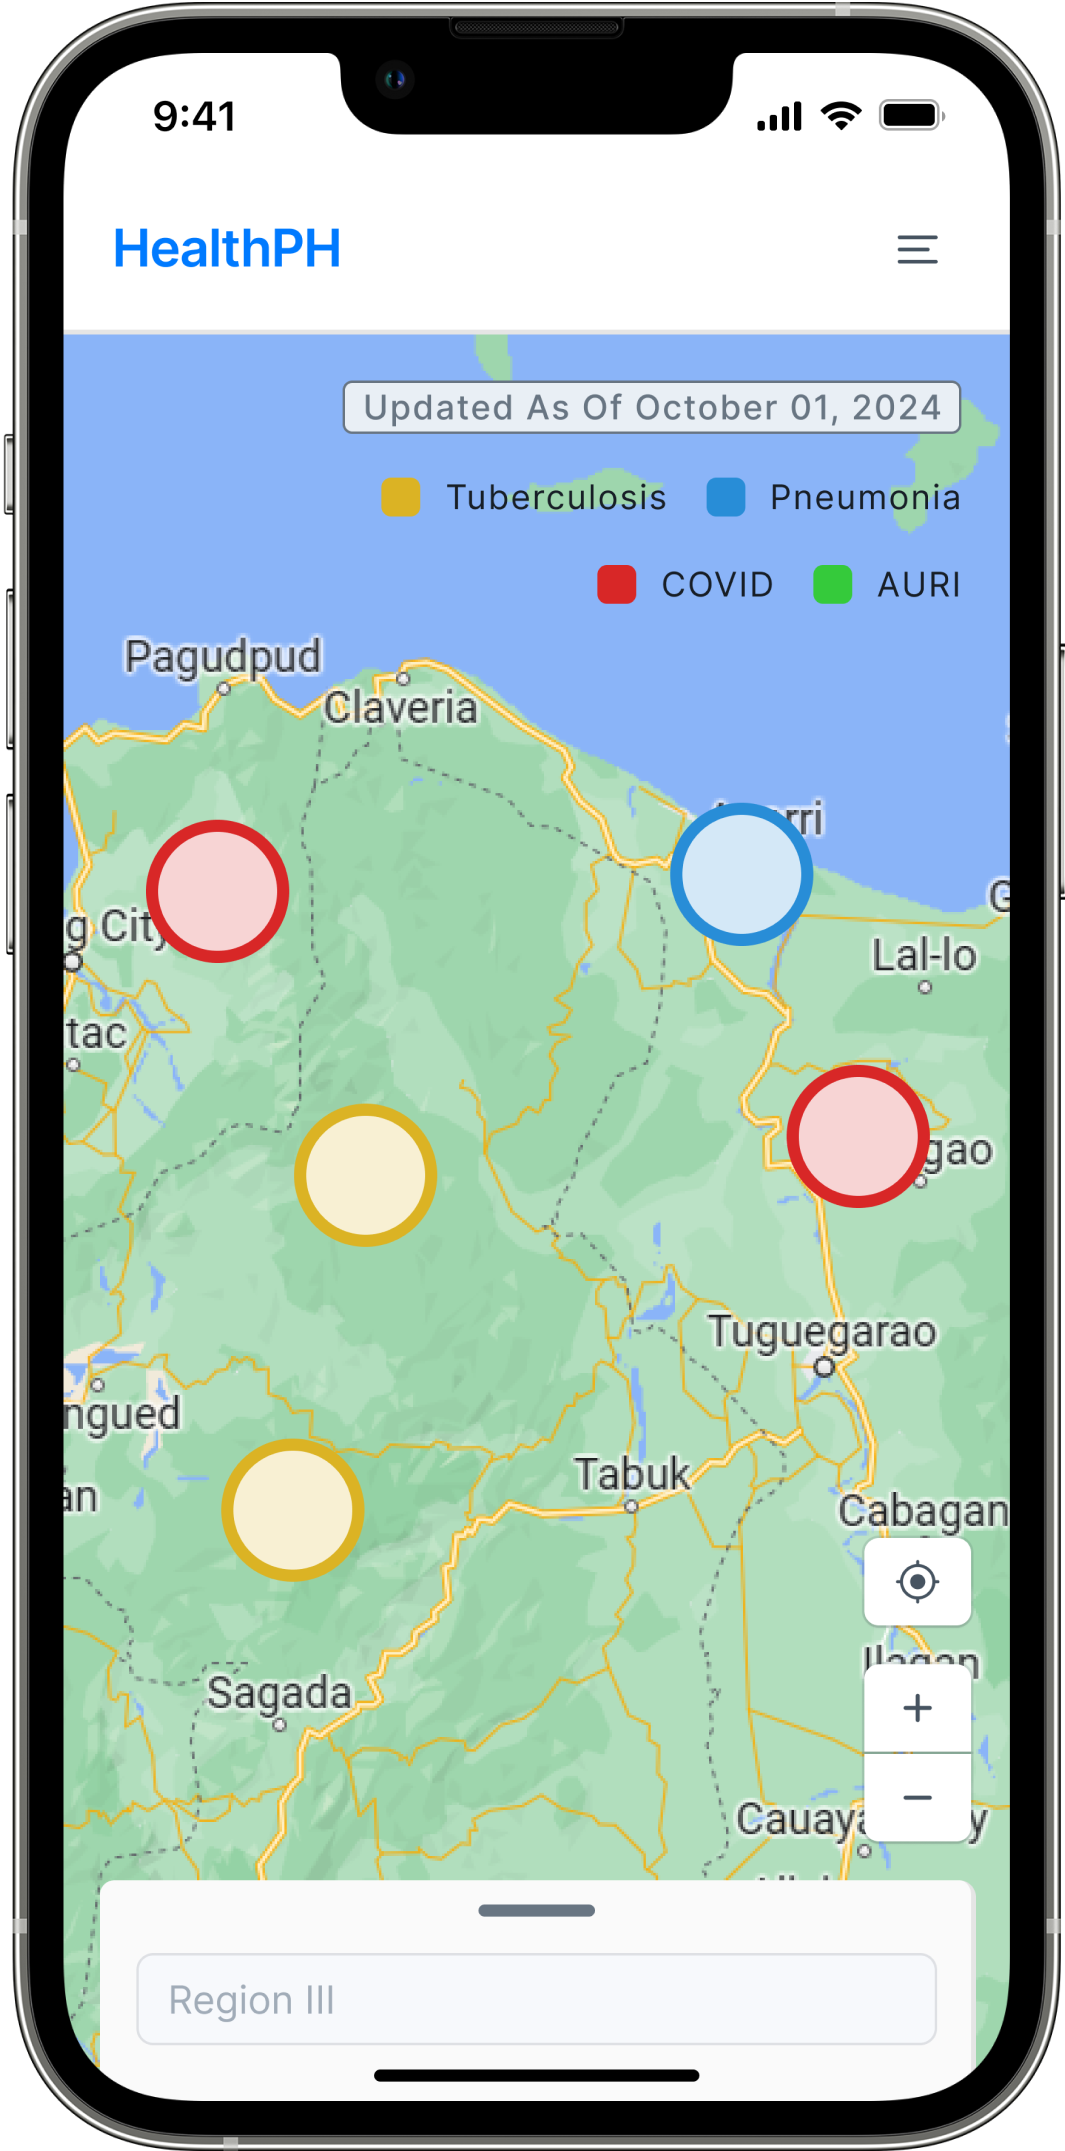 9:41
HealthPH
Updated As Of October 01, 2024
Tuberculosis Pneumonia
COVID AURI
Pagudpud
Claveria
rri
g City
Lal-lo
tac
gao
Tuguegarao
ngued
Tabuk
an
Cabagan
Ilagan
Sagada
Cauaya y
Region III